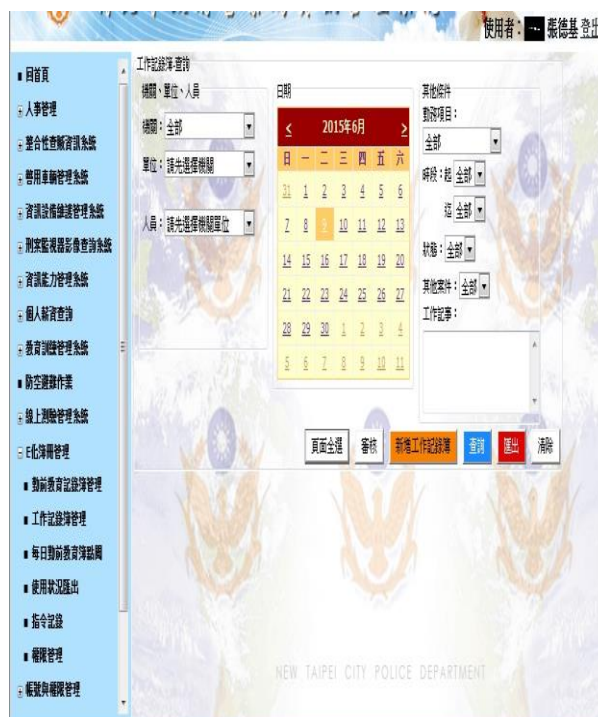 使用者： 張德基 登出
回首頁
人事管理
整合性查緝資訊系統
警用車輛管理系統
資訊設備維護管理系統
刑案監視器影像查詢系統
資訊能力管理系統
個人薪資查詢
教育訓練管理系統
防空避難作業
線上測驗管理系統
E化簿冊管理
勤前教育記錄簿管理
工作記錄簿管理
每日勤前教育簿點閱
使用狀況匯出
指令記錄
權限管理
帳號與權限管理
工作記錄簿-查詢
機關、單位、人員
機關： 全部
單位： 請先選擇機關
人員： 請先選擇機關單位
日期
< 2015年6月 >
日 一 二 三 四 五 六
31 1 2 3 4 5 6
7 8 9 10 11 12 13
14 15 16 17 18 19 20
21 22 23 24 25 26 27
28 29 30 1 2 3 4
5 6 7 8 9 10 11
其他條件
勤務項目：
全部
時段：起 全部
迄 全部
狀態： 全部
其他案件： 全部
工作記事：
頁面全選 審核 新增工作記錄簿 查詢 匯出 清除
NEW TAIPEI CITY POLICE DEPARTMENT